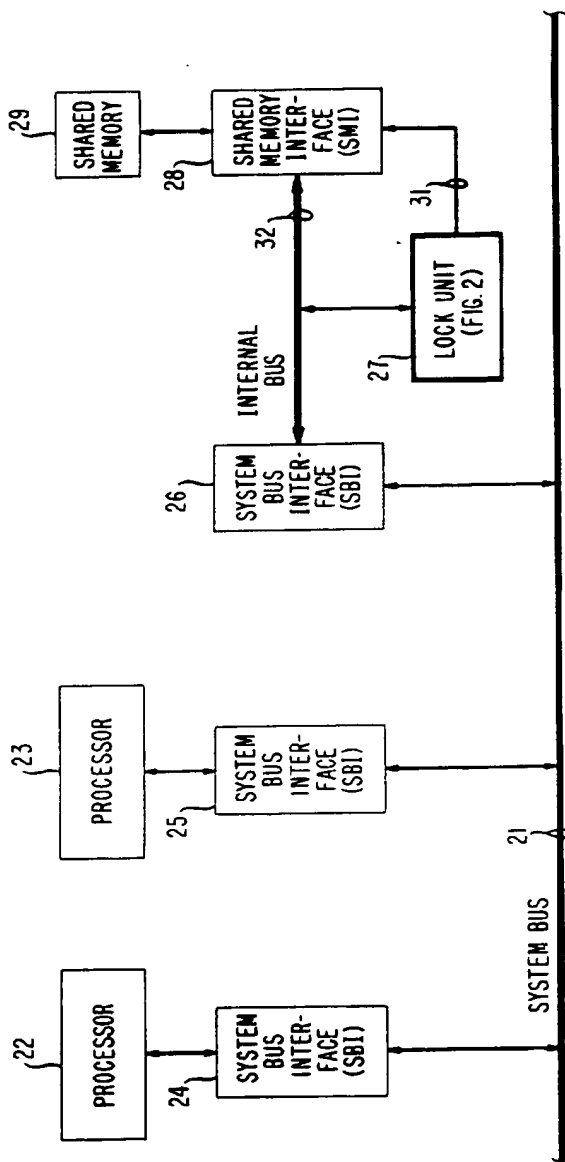 22
PROCESSOR
24
SYSTEM
BUS
INTER-
FACE
(SBI)
23
PROCESSOR
25
SYSTEM
BUS
INTER-
FACE
(SBI)
26
SYSTEM
BUS
INTER-
FACE
(SBI)
INTERNAL
BUS
32
29
SHARED
MEMORY
28
SHARED
MEMORY
INTER-
FACE
(SMI)
31
27
LOCK UNIT
(FIG.2)
SYSTEM BUS
21